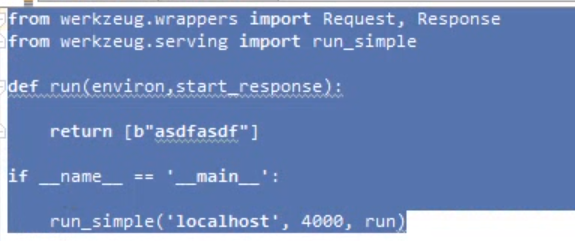 from werkzeug.wrappers import Request, Response
from werkzeug.serving import run_simple
def run(environ,start_response):
    return [b"asdfasdf"]
if __name__ == '__main__':
    run_simple('localhost', 4000, run)